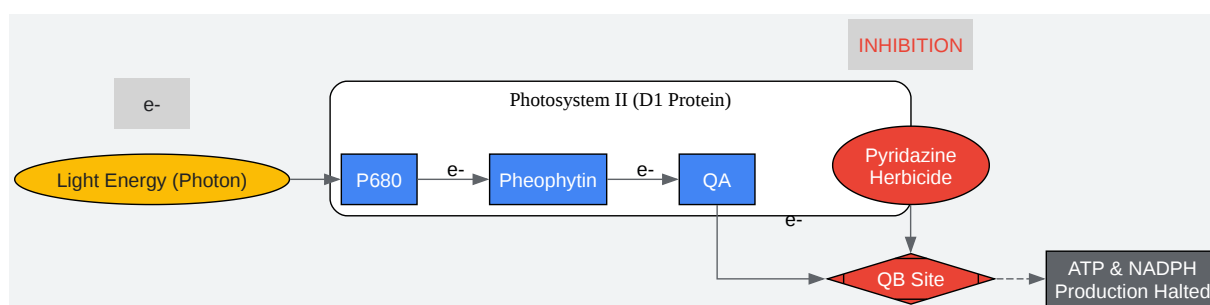 INHIBITION
e-
Photosystem II (D1 Protein)
Light Energy (Photon)
P680
e-
Pheophytin
e-
QA
Pyridazine
Herbicide
e-
QB Site
ATP & NADPH
Production Halted